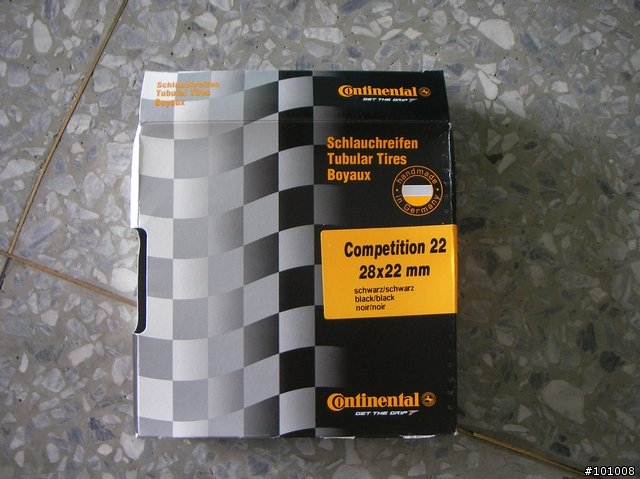 Schlauchreifen
Tubular Tires
Boyaux
Continental
GET THE GRIP
Schlauchreifen
Tubular Tires
Boyaux
handmade
in Germany
Competition 22
28x22 mm
schwarz/schwarz
black/black
noir/noir
Continental
GET THE GRIP
#101008